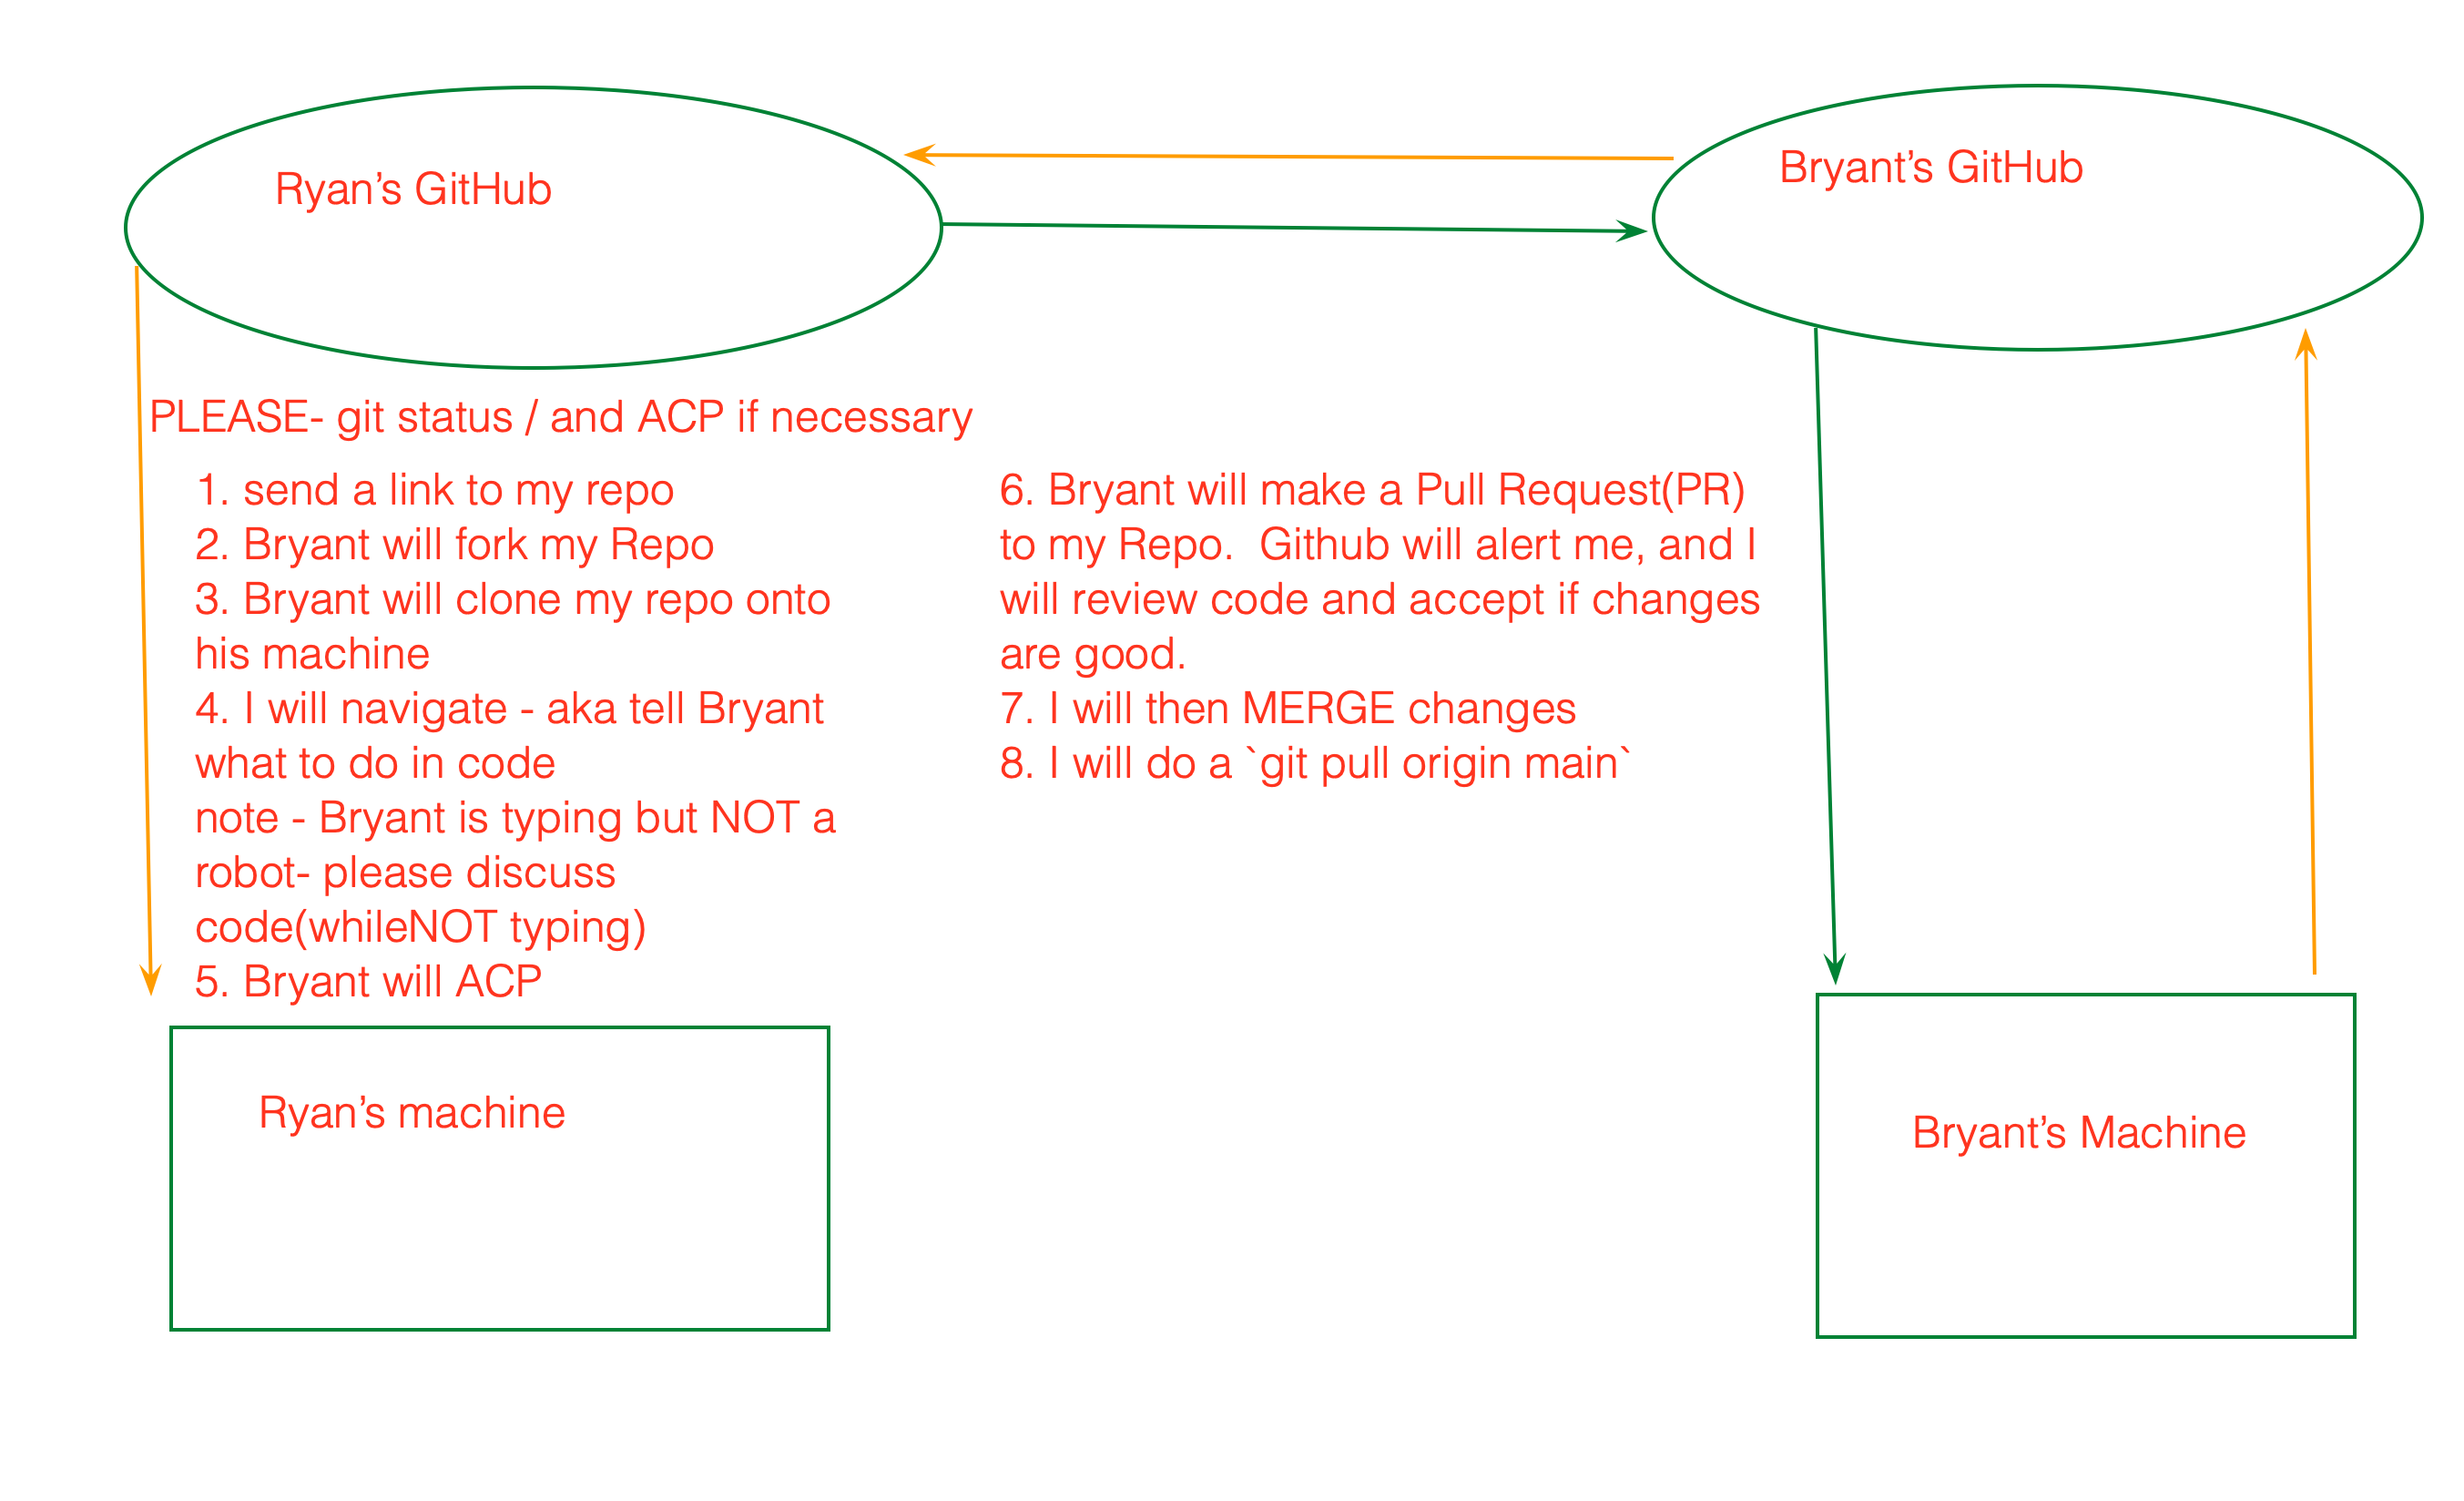 Ryan’s GitHub
Bryant’s GitHub
PLEASE- git status / and ACP if necessary
1. send a link to my repo
2. Bryant will fork my Repo
3. Bryant will clone my repo onto
his machine
4. I will navigate - aka tell Bryant
what to do in code
note - Bryant is typing but NOT a
robot- please discuss
code(whileNOT typing)
5. Bryant will ACP
6. Bryant will make a Pull Request(PR)
to my Repo.  Github will alert me, and I
will review code and accept if changes
are good.
7. I will then MERGE changes
8. I will do a `git pull origin main`
Ryan’s machine
Bryant’s Machine